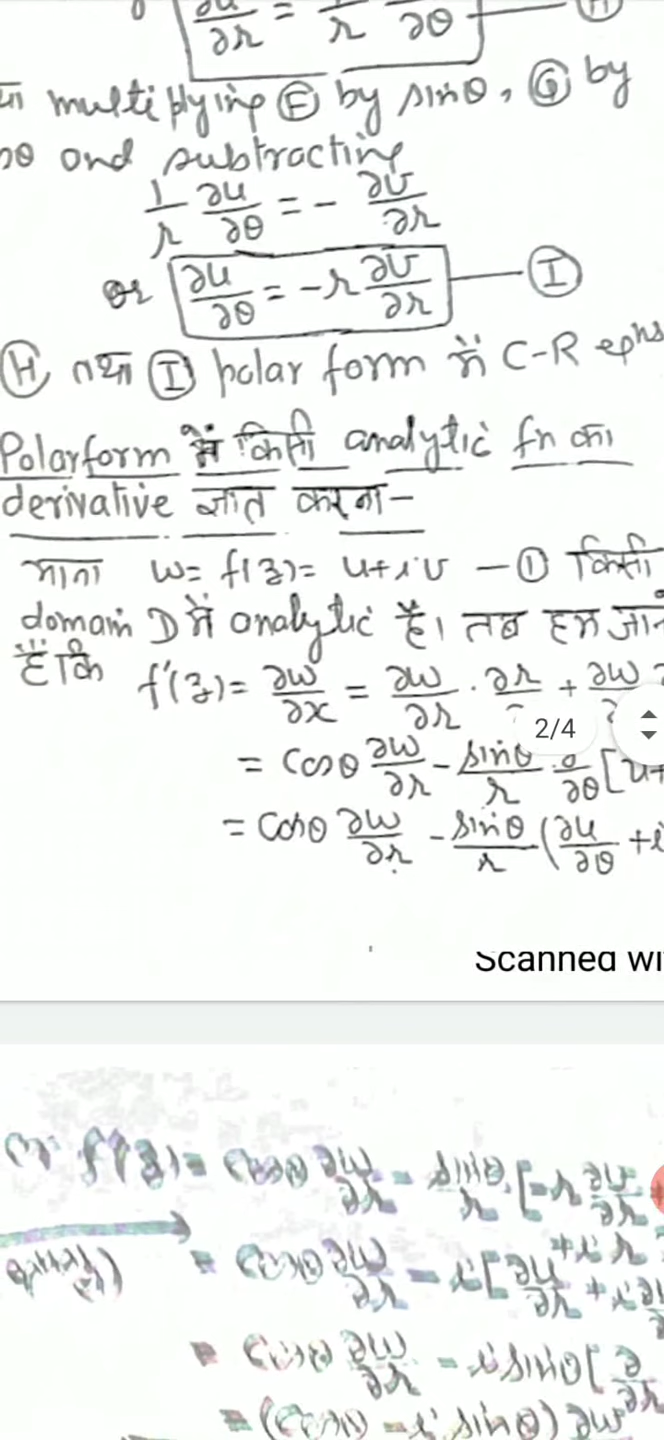 ∂u/∂r = 1/r ∂v/∂θ — Ⓗ
multiplying Ⓕ by sinθ, Ⓖ by
sθ and subtracting
1/r ∂u/∂θ = - ∂v/∂r
or ∂u/∂θ = -r ∂v/∂r — Ⓘ
Ⓗ तथा Ⓘ polar form में C-R eqns
Polarform में किसी analytic fn का
derivative ज्ञात करना-
माना w= f(z)= u+iv — ① किसी
domain D में analytic है। तब हम जान
हैं कि f'(z)= ∂w/∂x = ∂w/∂r · ∂r + ∂w
2/4
= cosθ ∂w/∂r - sinθ/r · ∂/∂θ [u+
= cosθ ∂w/∂r - sinθ/r (∂u/∂θ +i
Scanned wi
or f'(z)= cosθ ∂w/∂r - sinθ/r [-r ∂v/∂r +
= cosθ ∂w/∂r - i[∂u/∂r + i ∂
= cosθ ∂w/∂r - i sinθ [∂/∂r
= (cosθ - i sinθ) ∂w/∂r